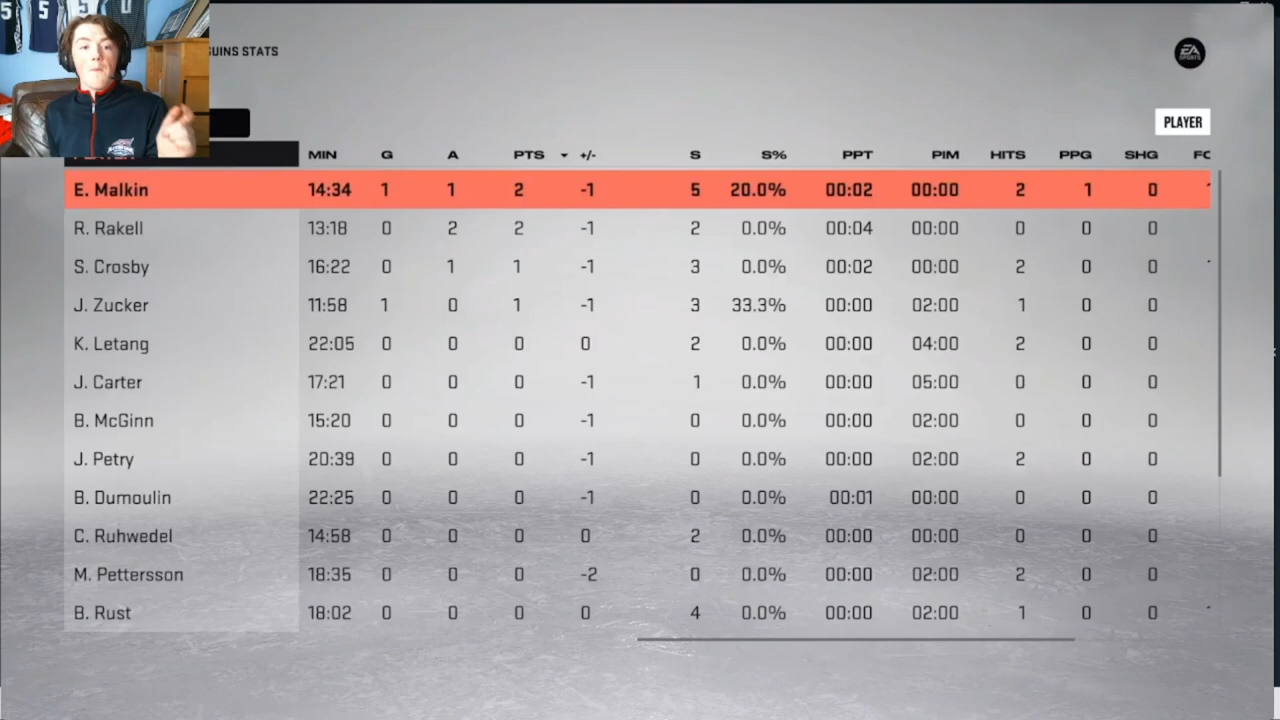 5 5 5 0
UINS STATS
EA SPORTS
PLAYER
MIN G A PTS +/- S S% PPT PIM HITS PPG SHG
E. Malkin 14:34 1 1 2 -1 5 20.0% 00:02 00:00 2 1 0
R. Rakell 13:18 0 2 2 -1 2 0.0% 00:04 00:00 0 0 0
S. Crosby 16:22 0 1 1 -1 3 0.0% 00:02 00:00 2 0 0
J. Zucker 11:58 1 0 1 -1 3 33.3% 00:00 02:00 1 0 0
K. Letang 22:05 0 0 0 0 2 0.0% 00:00 04:00 2 0 0
J. Carter 17:21 0 0 0 -1 1 0.0% 00:00 05:00 0 0 0
B. McGinn 15:20 0 0 0 -1 0 0.0% 00:00 02:00 0 0 0
J. Petry 20:39 0 0 0 -1 0 0.0% 00:00 02:00 2 0 0
B. Dumoulin 22:25 0 0 0 -1 0 0.0% 00:01 00:00 0 0 0
C. Ruhwedel 14:58 0 0 0 0 2 0.0% 00:00 00:00 0 0 0
M. Pettersson 18:35 0 0 0 -2 0 0.0% 00:00 02:00 2 0 0
B. Rust 18:02 0 0 0 0 4 0.0% 00:00 02:00 1 0 0